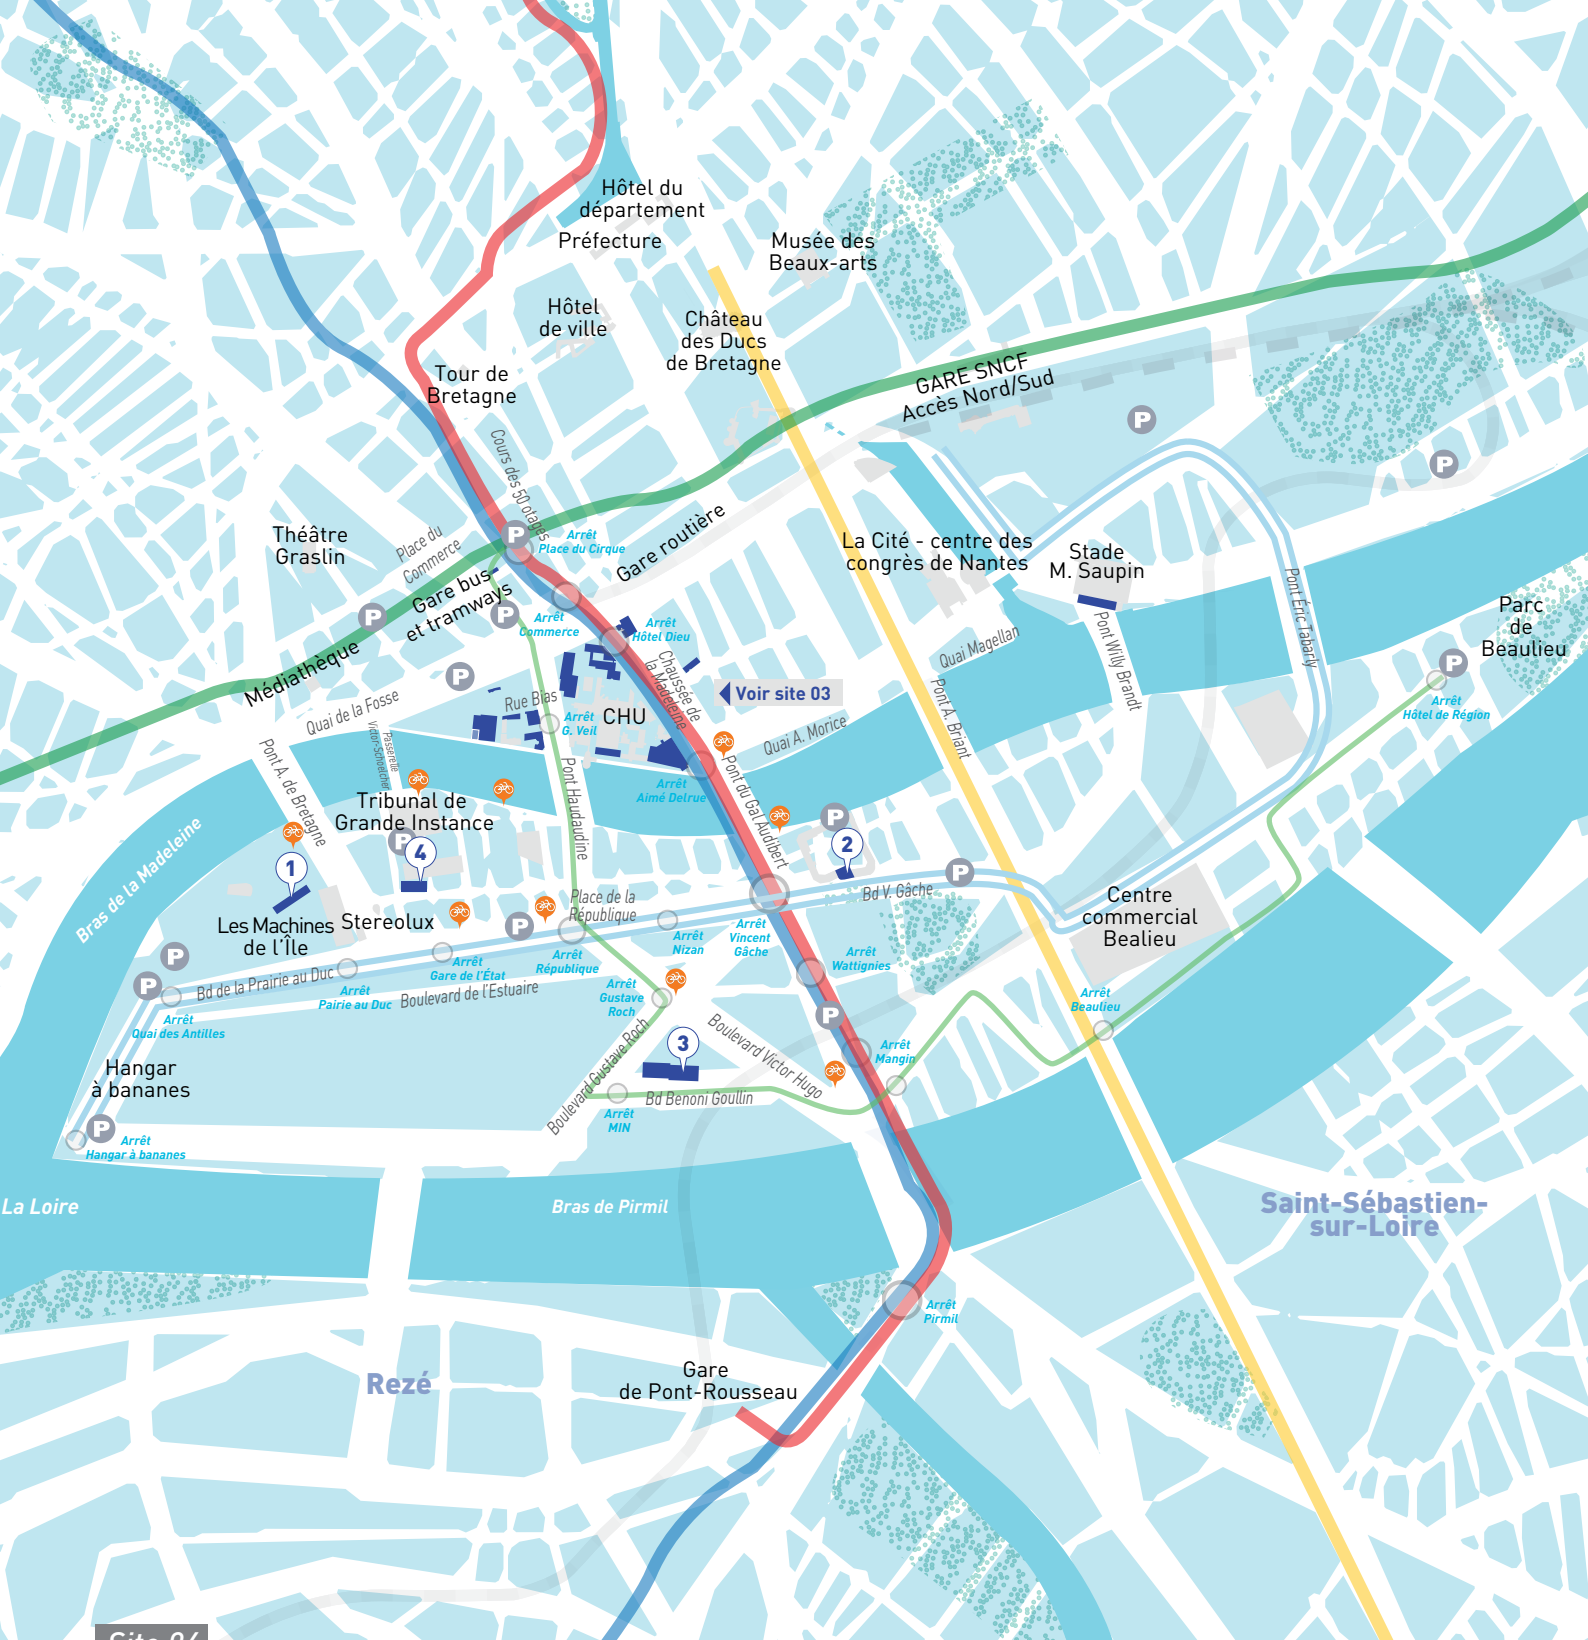 Hôtel du
département
Préfecture
Musée des
Beaux-arts
Hôtel
de ville
Château
des Ducs
de Bretagne
Tour de
Bretagne
GARE SNCF
Accès Nord/Sud
P
P
Cours des 50 otages
Théâtre
Graslin
Place du
Commerce
P
Arrêt
Place du Cirque
Gare routière
La Cité - centre des
congrès de Nantes
Stade
M. Saupin
Pont Éric Tabarly
Gare bus
et tramways
P
P
Arrêt
Commerce
Arrêt
Hôtel Dieu
Pont Willy Brandt
Parc
de
Beaulieu
P
Médiathèque
P
Quai Magellan
Chaussée de
la Madeleine
Voir site 03
Pont A. Briant
Arrêt
Hôtel de Région
Quai de la Fosse
Rue Bias
Arrêt
G. Veil
CHU
Quai A. Morice
Passerelle
Victor-Schoelcher
Pont A. de Bretagne
Pont Haudaudine
Arrêt
Aimé Delrue
Pont du Gal Audibert
Tribunal de
Grande Instance
P
P
4
2
1
Bras de la Madeleine
P
Bd V. Gâche
Les Machines
de l'Île
Stereolux
P
Place de la
République
Centre
commercial
Bealieu
Arrêt
Vincent
Gâche
Arrêt
Nizan
Arrêt
République
Arrêt
Gare de l'État
Arrêt
Wattignies
P
P
Bd de la Prairie au Duc
Arrêt
Pairie au Duc
Boulevard de l'Estuaire
Arrêt
Gustave
Roch
Arrêt
Quai des Antilles
Arrêt
Beaulieu
P
Boulevard Gustave Roch
3
Boulevard Victor Hugo
Arrêt
Mangin
Hangar
à bananes
Bd Benoni Goullin
Arrêt
MIN
P
Arrêt
Hangar à bananes
La Loire
Bras de Pirmil
Saint-Sébastien-
sur-Loire
Arrêt
Pirmil
Rezé
Gare
de Pont-Rousseau
Site 04